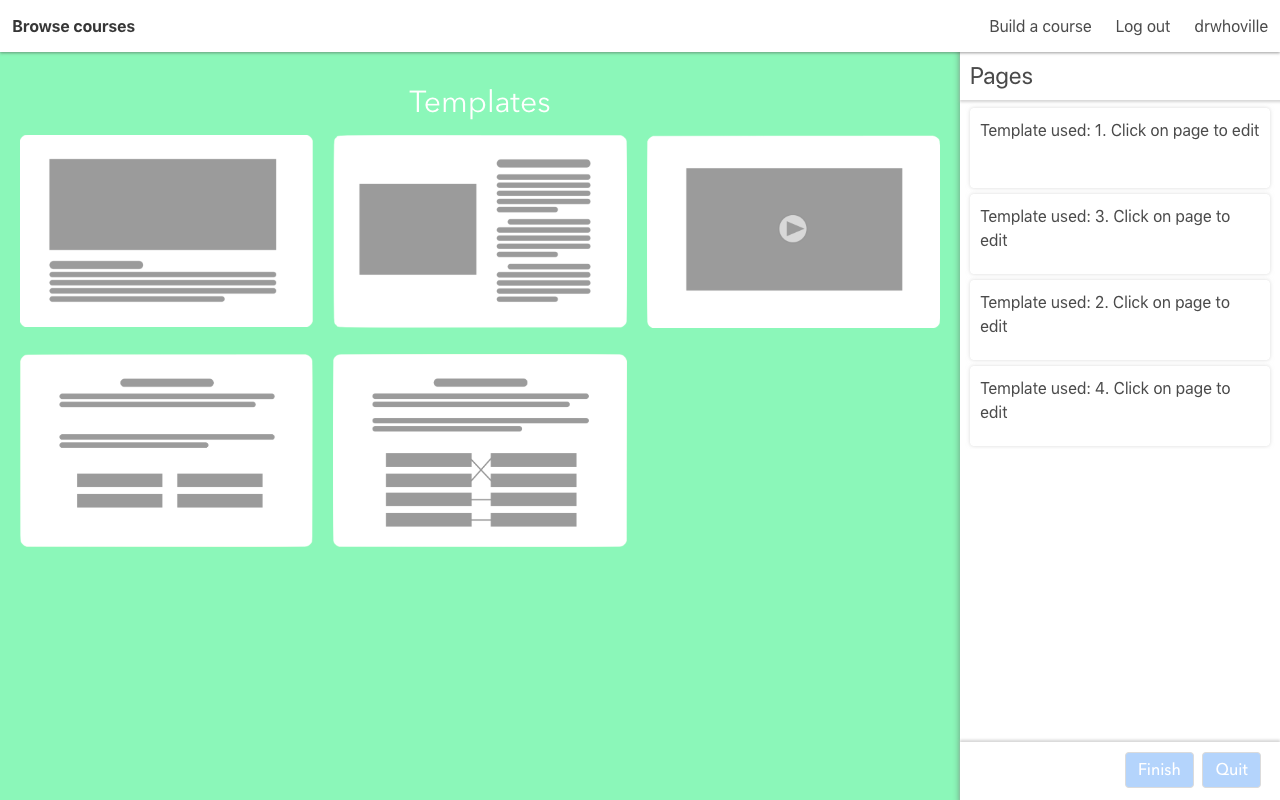 Browse courses
Build a course
Log out
drwhoville
Templates
Pages
Template used: 1. Click on page to edit
Template used: 3. Click on page to
edit
Template used: 2. Click on page to
edit
Template used: 4. Click on page to
edit
Finish
Quit